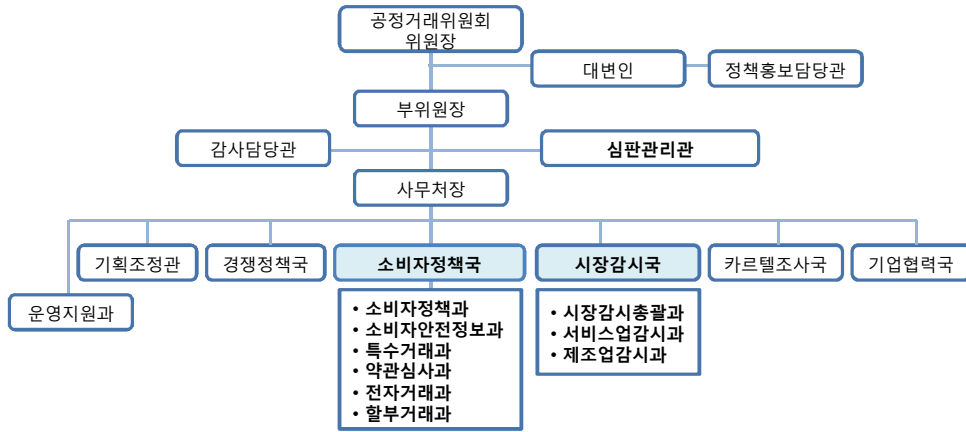 공정거래위원회
위원장
대변인
정책홍보담당관
부위원장
감사담당관
심판관리관
사무처장
기획조정관
경쟁정책국
소비자정책국
시장감시국
카르텔조사국
기업협력국
운영지원과
• 소비자정책과
• 소비자안전정보과
• 특수거래과
• 약관심사과
• 전자거래과
• 할부거래과
• 시장감시총괄과
• 서비스업감시과
• 제조업감시과